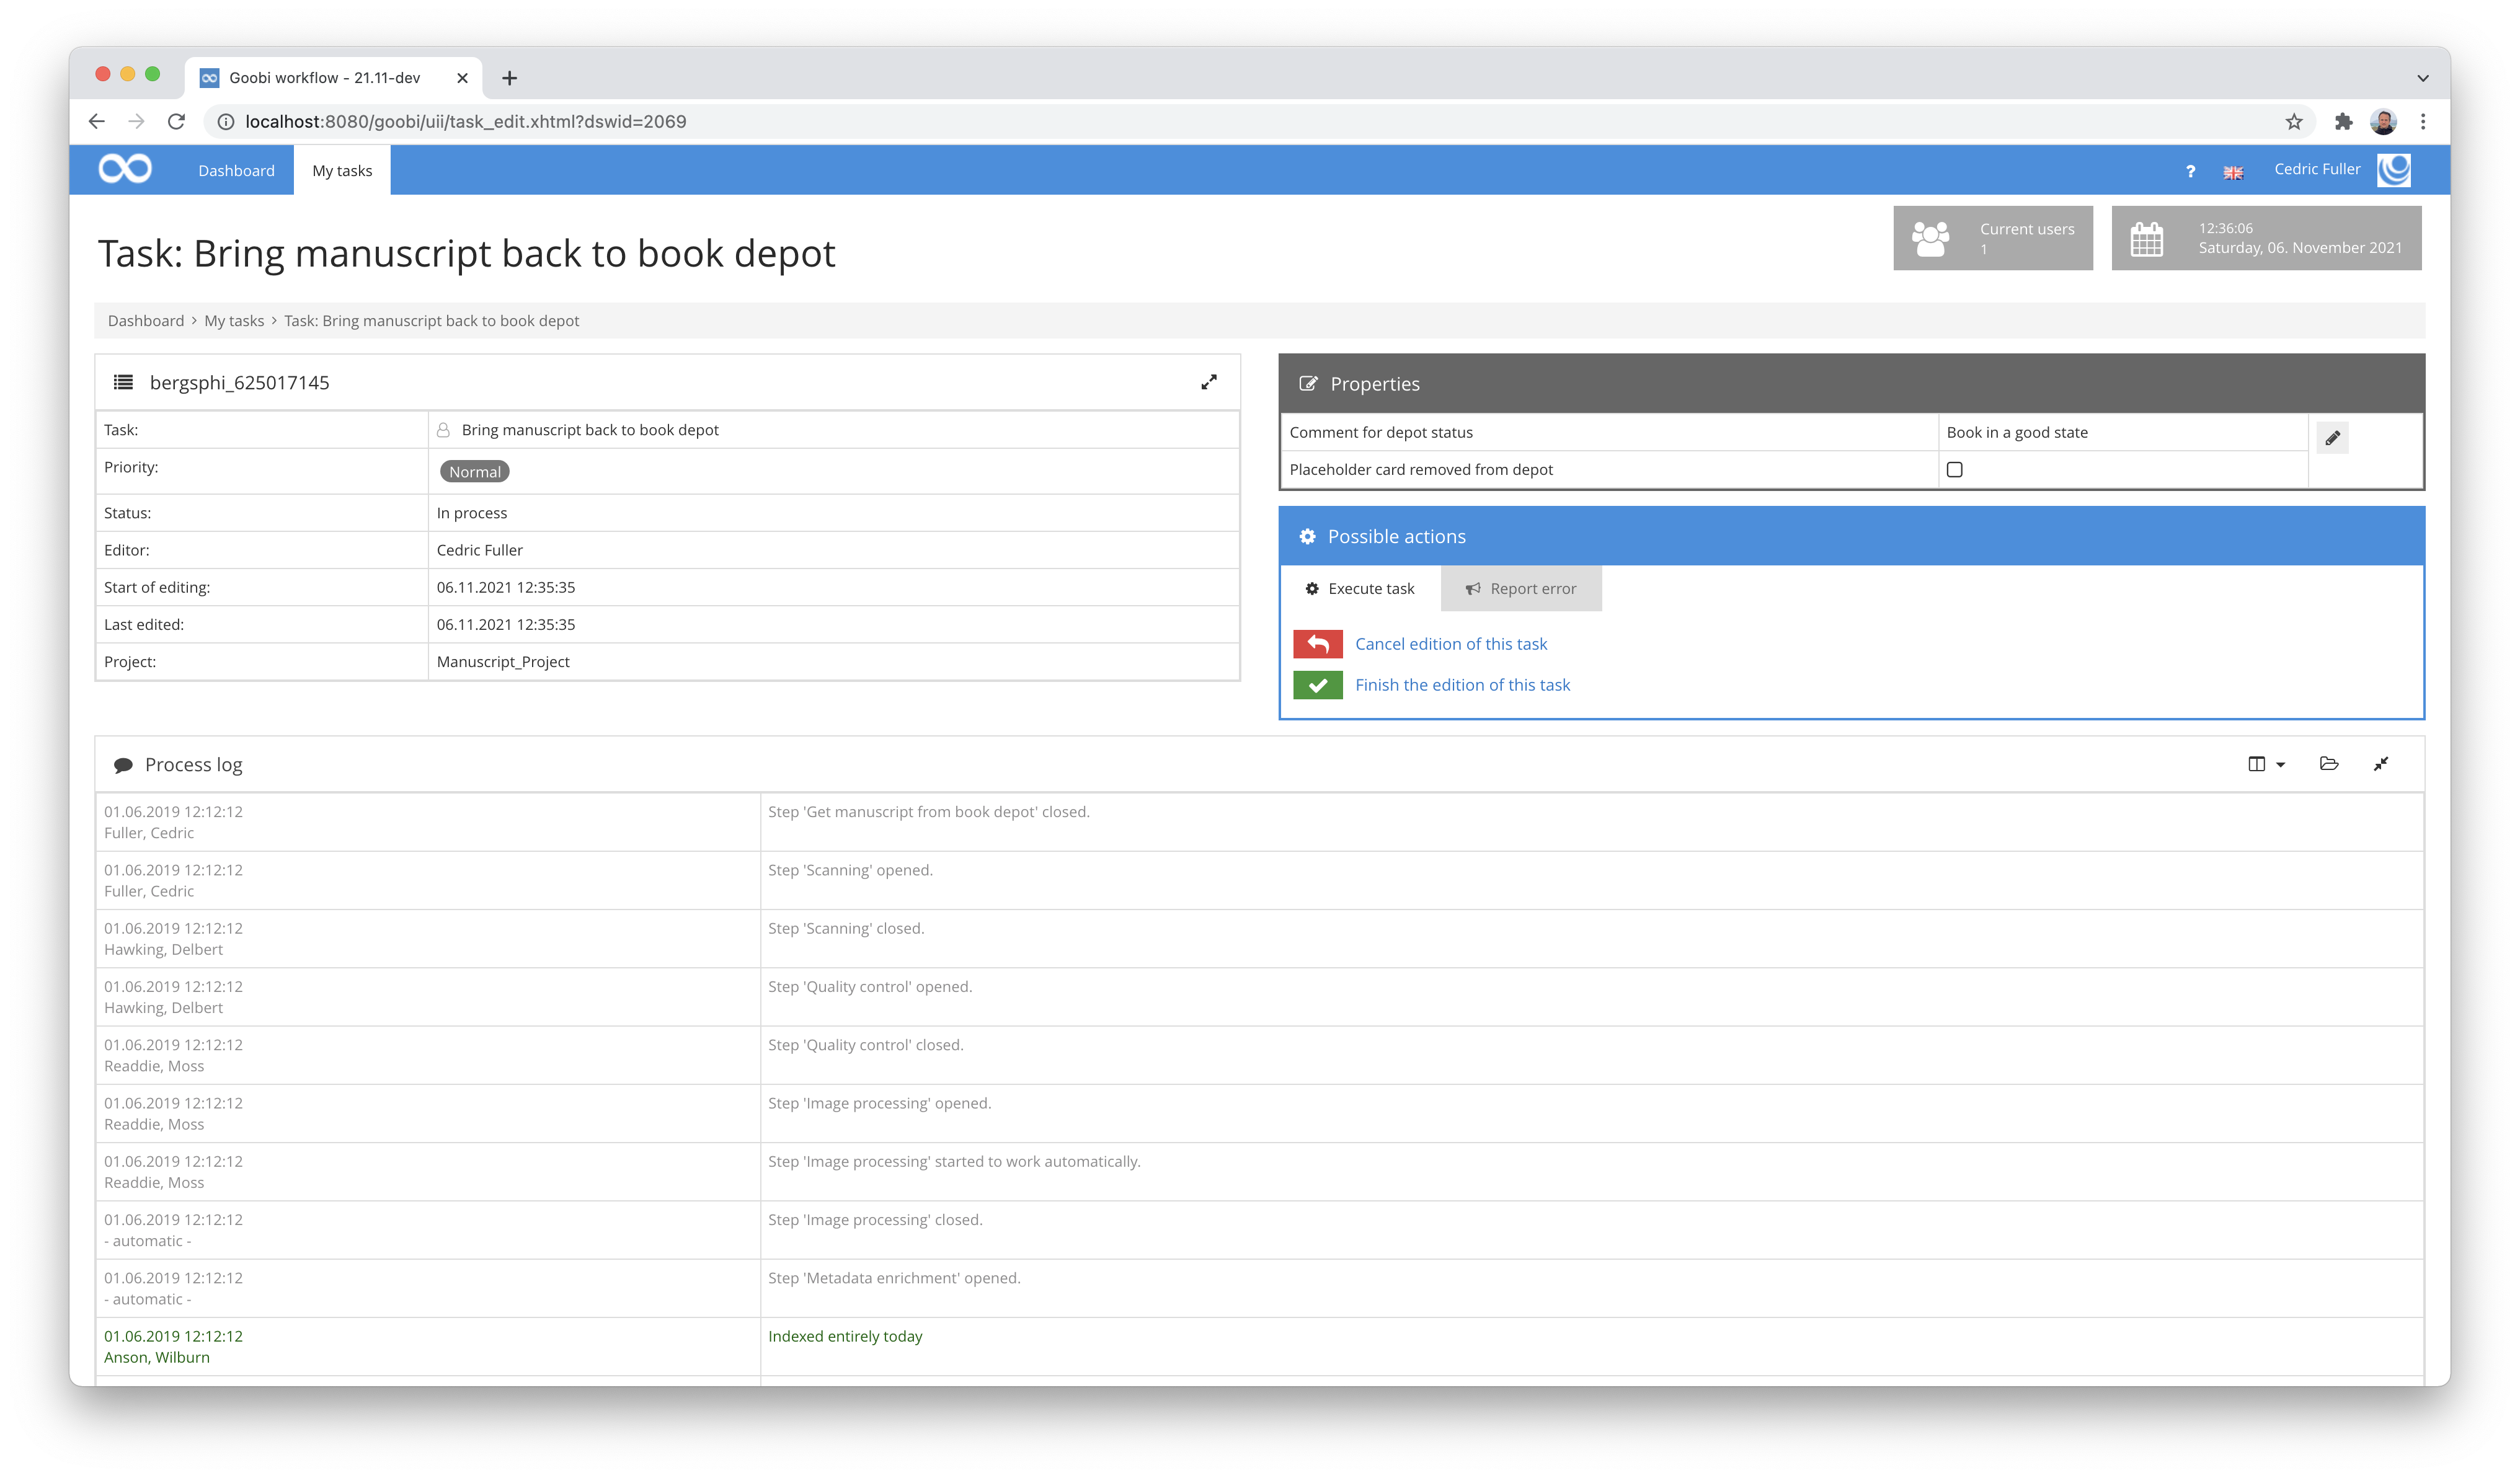 Goobi workflow - 21.11-dev
localhost:8080/goobi/uii/task_edit.xhtml?dswid=2069
Dashboard
My tasks
?
Cedric Fuller
Task: Bring manuscript back to book depot
Current users
1
12:36:06
Saturday, 06. November 2021
Dashboard > My tasks > Task: Bring manuscript back to book depot
bergsphi_625017145
Task: Bring manuscript back to book depot
Priority: Normal
Status: In process
Editor: Cedric Fuller
Start of editing: 06.11.2021 12:35:35
Last edited: 06.11.2021 12:35:35
Project: Manuscript_Project
Properties
Comment for depot status Book in a good state
Placeholder card removed from depot
Possible actions
Execute task
Report error
Cancel edition of this task
Finish the edition of this task
Process log
01.06.2019 12:12:12 Step 'Get manuscript from book depot' closed.
Fuller, Cedric
01.06.2019 12:12:12 Step 'Scanning' opened.
Fuller, Cedric
01.06.2019 12:12:12 Step 'Scanning' closed.
Hawking, Delbert
01.06.2019 12:12:12 Step 'Quality control' opened.
Hawking, Delbert
01.06.2019 12:12:12 Step 'Quality control' closed.
Readdie, Moss
01.06.2019 12:12:12 Step 'Image processing' opened.
Readdie, Moss
01.06.2019 12:12:12 Step 'Image processing' started to work automatically.
Readdie, Moss
01.06.2019 12:12:12 Step 'Image processing' closed.
- automatic -
01.06.2019 12:12:12 Step 'Metadata enrichment' opened.
- automatic -
01.06.2019 12:12:12 Indexed entirely today
Anson, Wilburn